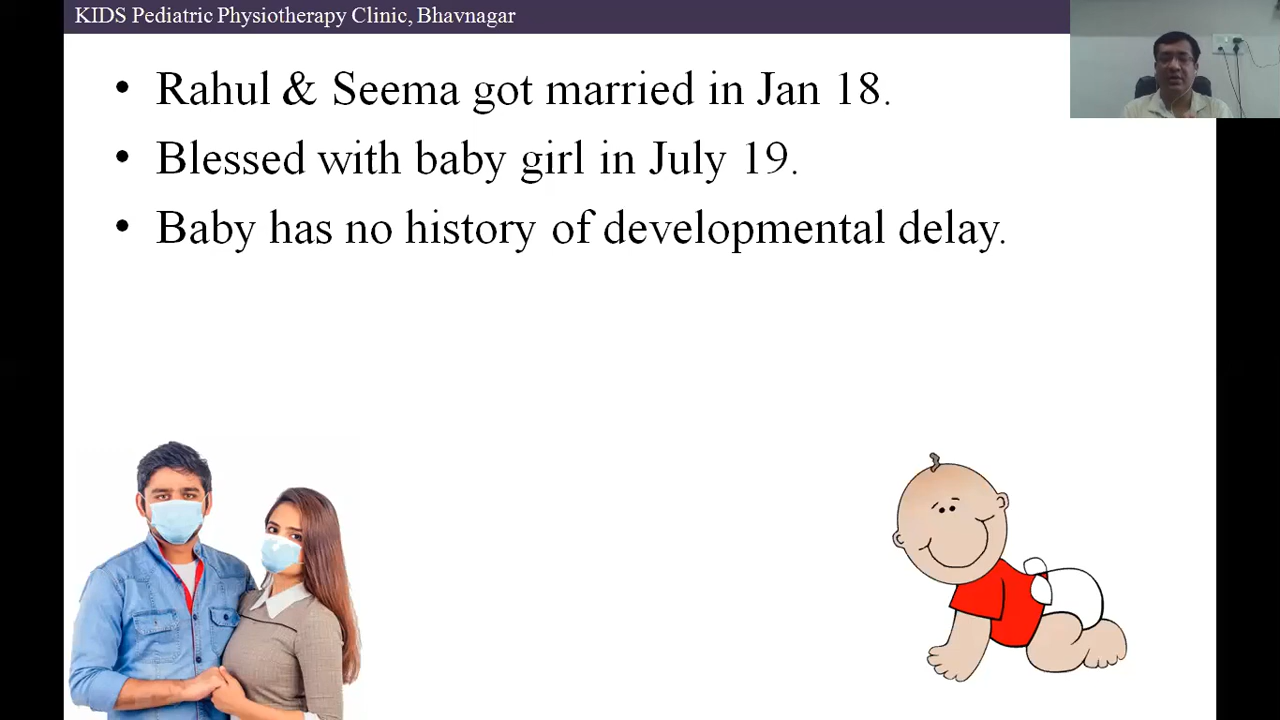 KIDS Pediatric Physiotherapy Clinic, Bhavnagar
• Rahul & Seema got married in Jan 18.
• Blessed with baby girl in July 19.
• Baby has no history of developmental delay.